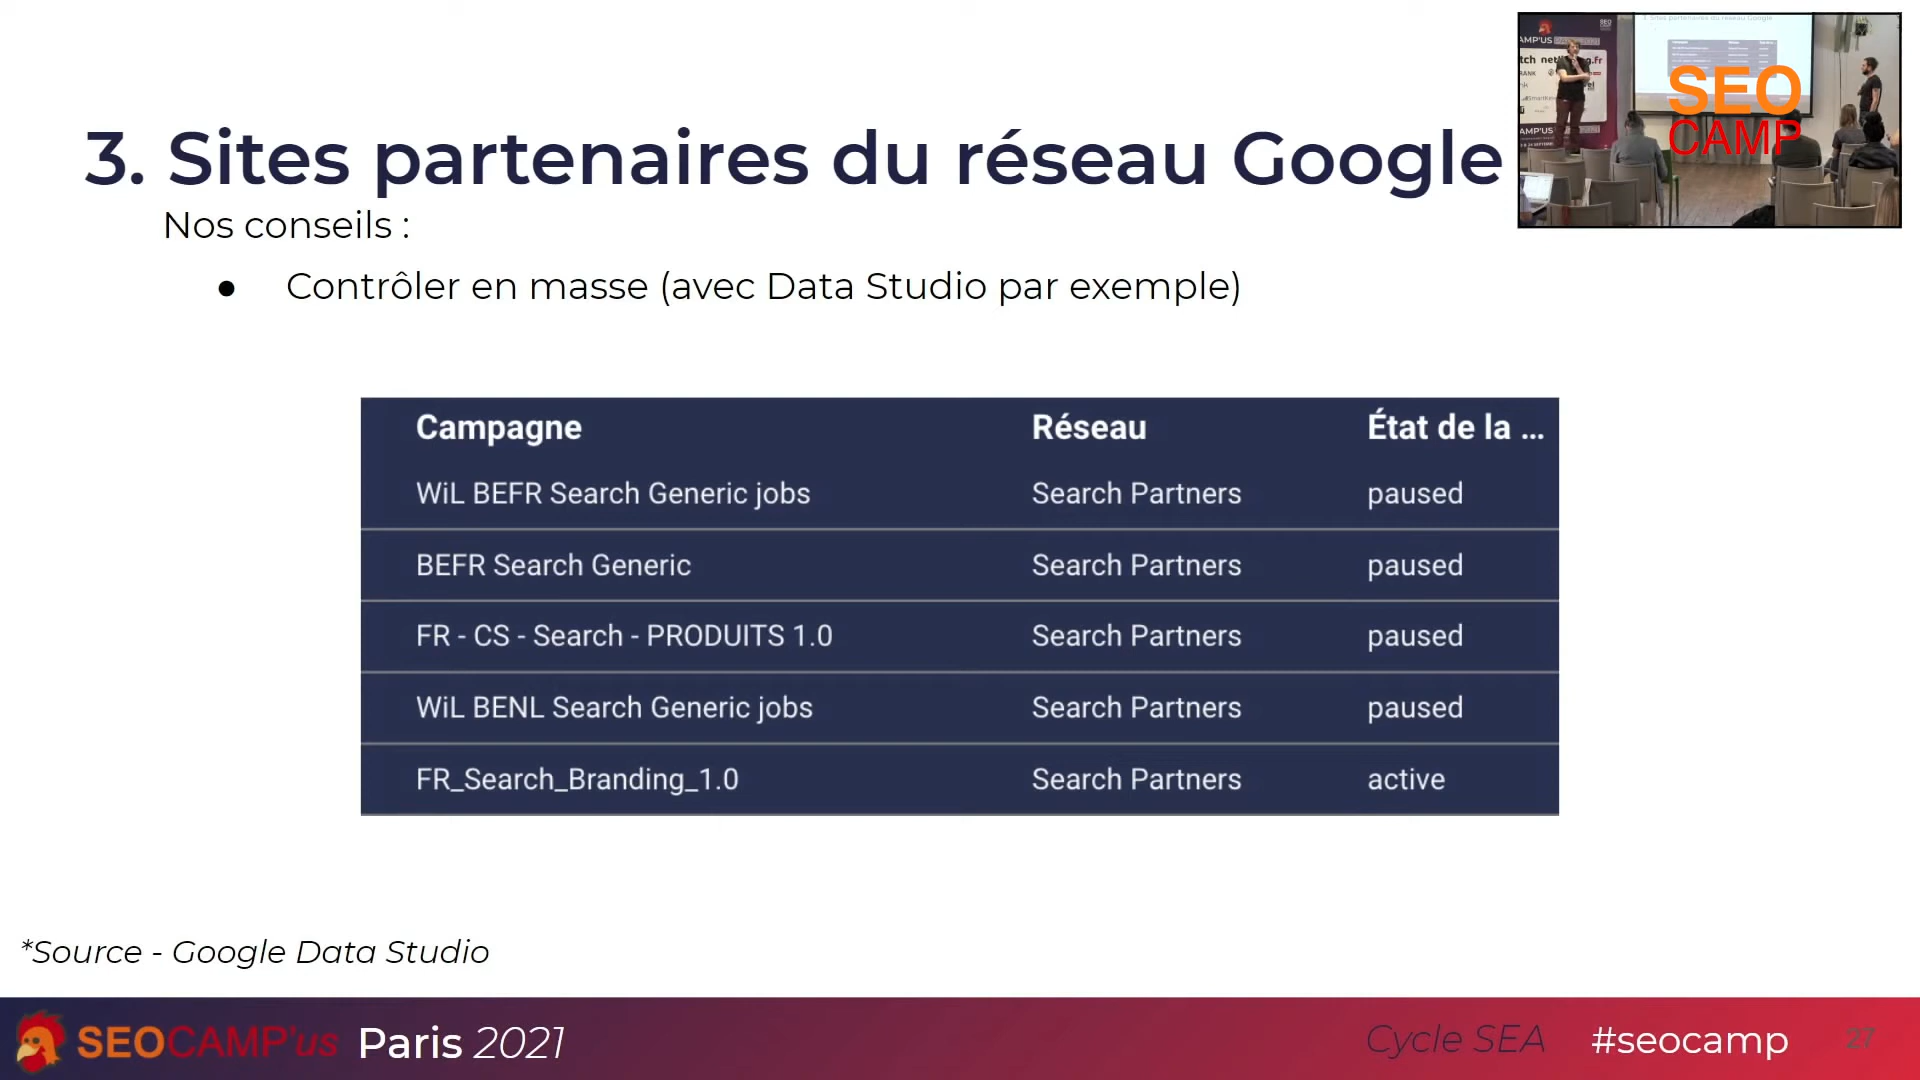 3. Sites partenaires du réseau Google
Nos conseils :
● Contrôler en masse (avec Data Studio par exemple)
Campagne Réseau État de la ...
WiL BEFR Search Generic jobs Search Partners paused
BEFR Search Generic Search Partners paused
FR - CS - Search - PRODUITS 1.0 Search Partners paused
WiL BENL Search Generic jobs Search Partners paused
FR_Search_Branding_1.0 Search Partners active
*Source - Google Data Studio
SEOCAMP'us Paris 2021
Cycle SEA #seocamp 27
SEO
CAMP